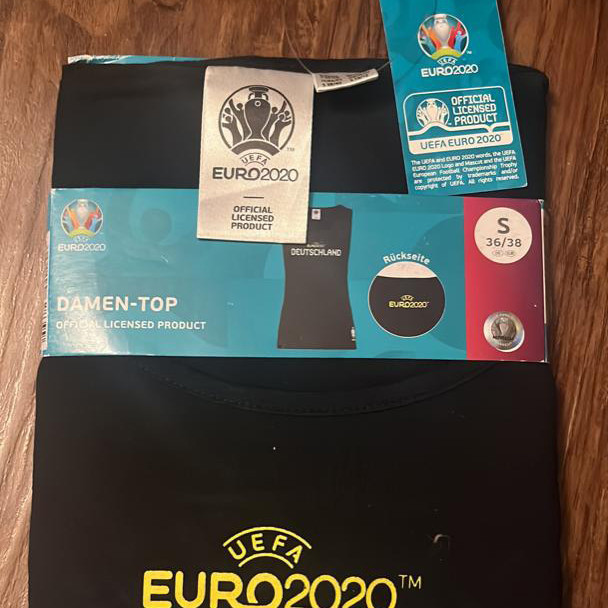 UEFA
EURO2020
OFFICIAL
LICENSED
PRODUCT
UEFA EURO 2020
The UEFA and EURO 2020 words, the UEFA
EURO 2020 Logo and Mascot and the UEFA
European Football Championship Trophy
are protected by trademarks and/or
copyright of UEFA. All rights reserved.
TM
UEFA
EURO2020
OFFICIAL
LICENSED
PRODUCT
UEFA
EURO2020
DEUTSCHLAND
Rückseite
EURO2020
S
36/38
DAMEN-TOP
OFFICIAL LICENSED PRODUCT
UEFA
EURO2020™